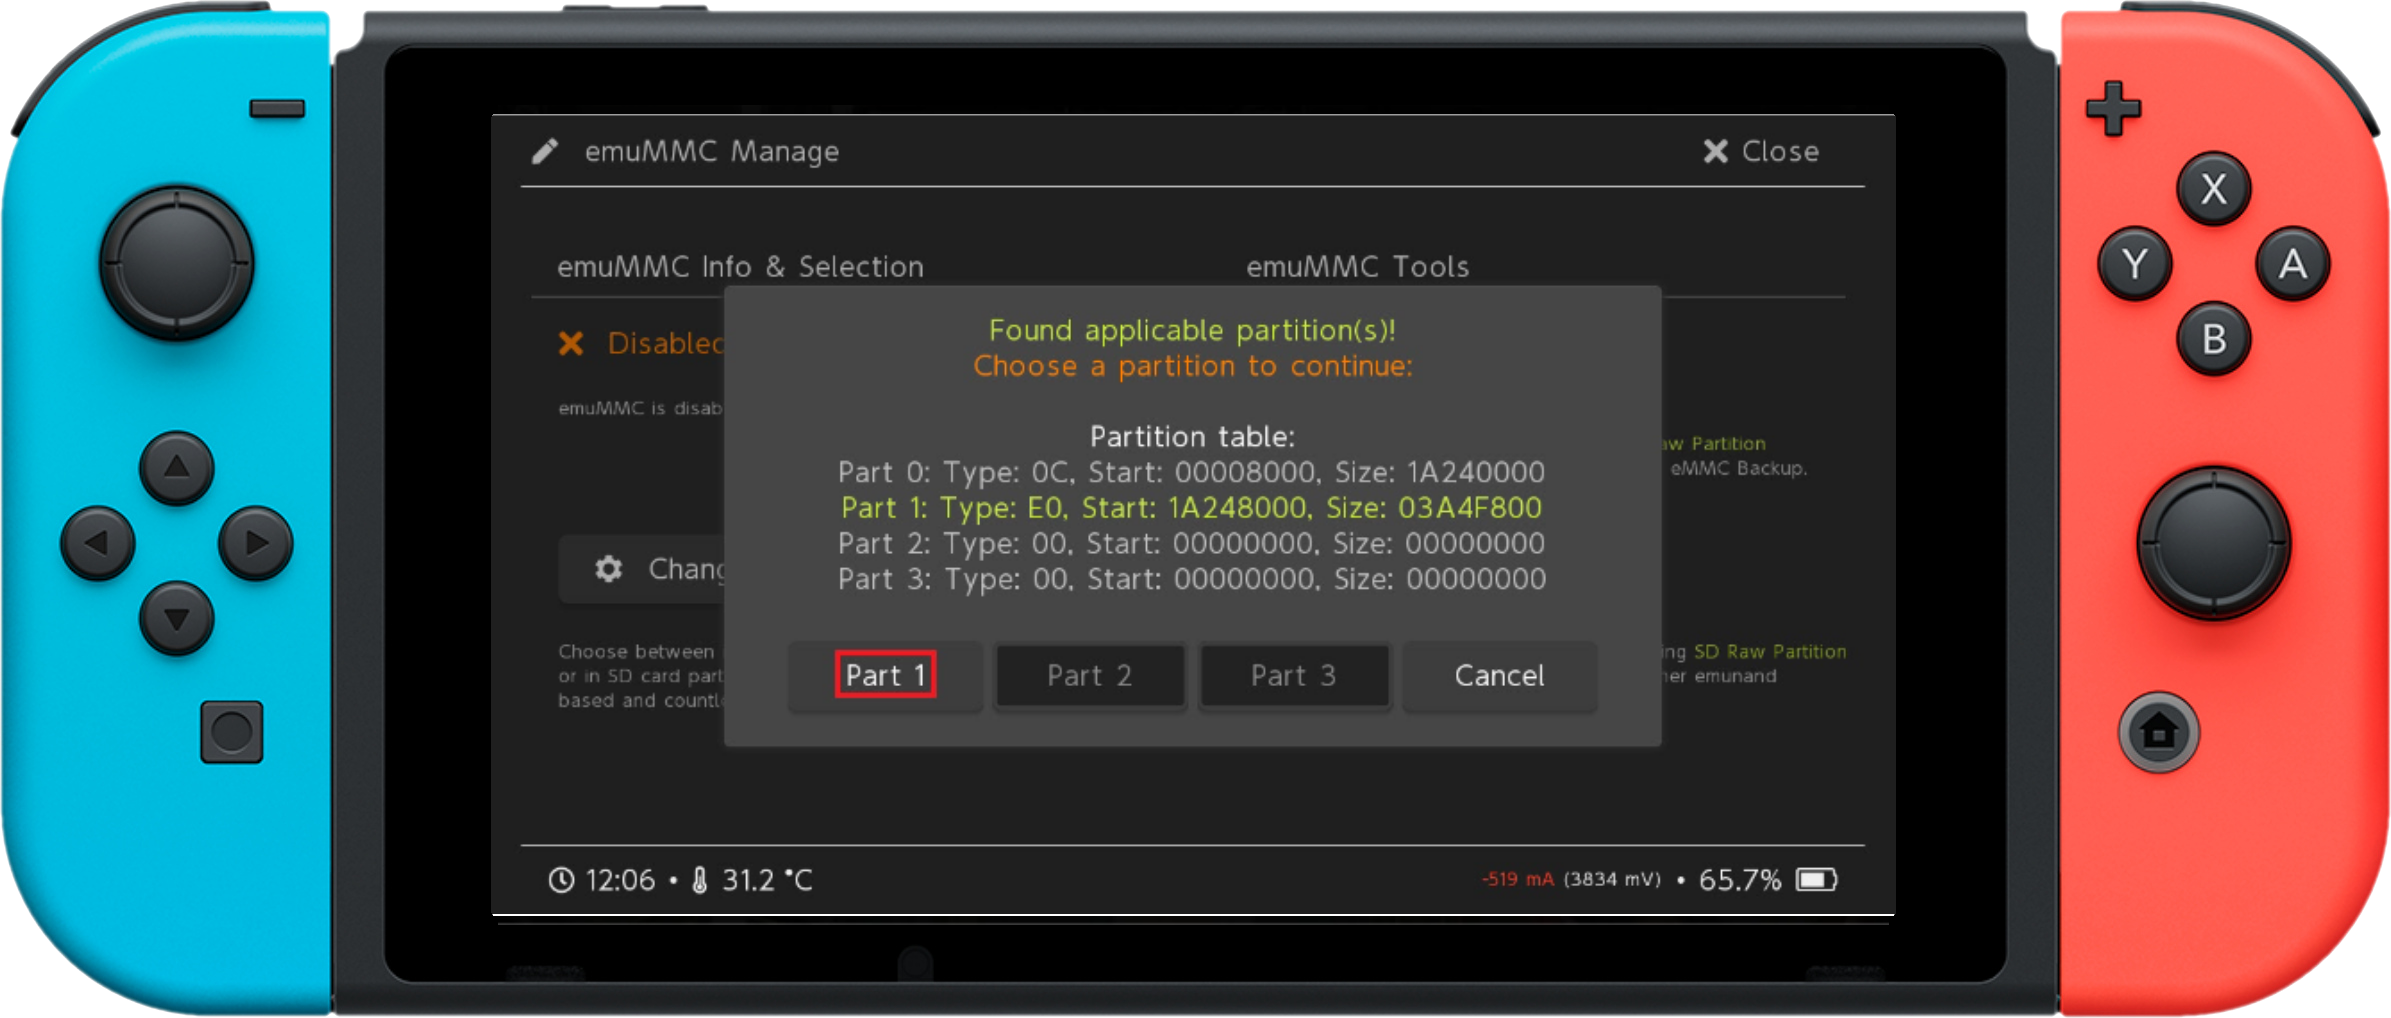 emuMMC Manage
Close
emuMMC Info & Selection
emuMMC Tools
Disabled
Found applicable partition(s)!
Choose a partition to continue:
emuMMC is disab
Partition table:
Part 0: Type: 0C, Start: 00008000, Size: 1A240000
Part 1: Type: E0, Start: 1A248000, Size: 03A4F800
Part 2: Type: 00, Start: 00000000, Size: 00000000
Part 3: Type: 00, Start: 00000000, Size: 00000000
aw Partition
eMMC Backup.
Chang
Choose between
or in SD card part
based and countl
Part 1
Part 2
Part 3
Cancel
ing SD Raw Partition
er emunand
12:06 • 31.2 °C
-519 mA (3834 mV) • 65.7%
X
Y
A
B